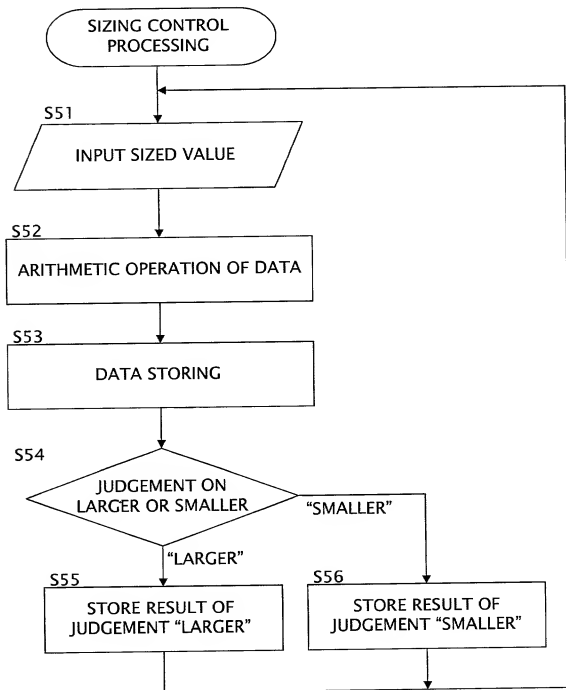 SIZING CONTROL
PROCESSING
S51
INPUT SIZED VALUE
S52
ARITHMETIC OPERATION OF DATA
S53
DATA STORING
S54
JUDGEMENT ON
LARGER OR SMALLER
"SMALLER"
"LARGER"
S55
STORE RESULT OF
JUDGEMENT "LARGER"
S56
STORE RESULT OF
JUDGEMENT "SMALLER"